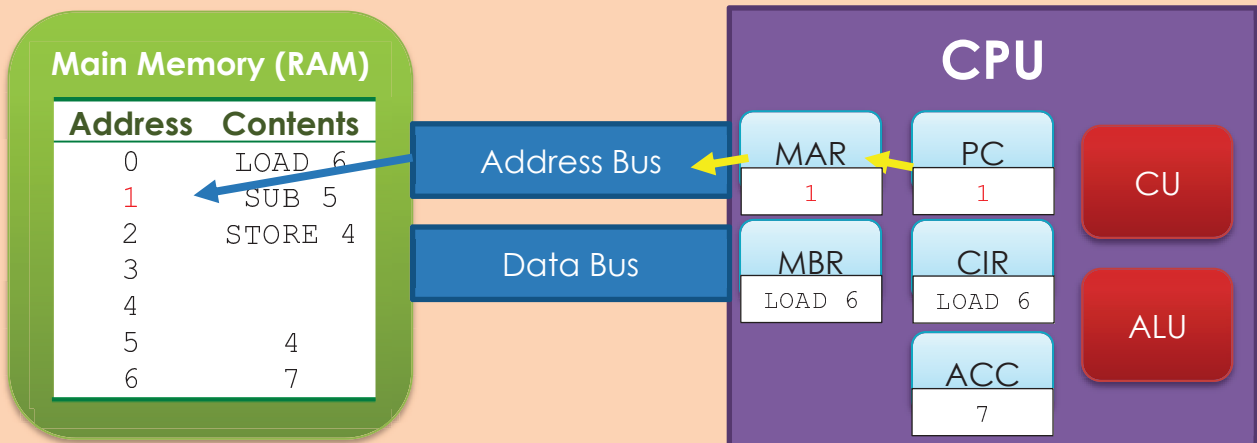 Main Memory (RAM)
Address Contents
0 LOAD 6
1 SUB 5
2 STORE 4
3
4
5 4
6 7
Address Bus
Data Bus
CPU
MAR
1
PC
1
CU
MBR
LOAD 6
CIR
LOAD 6
ALU
ACC
7